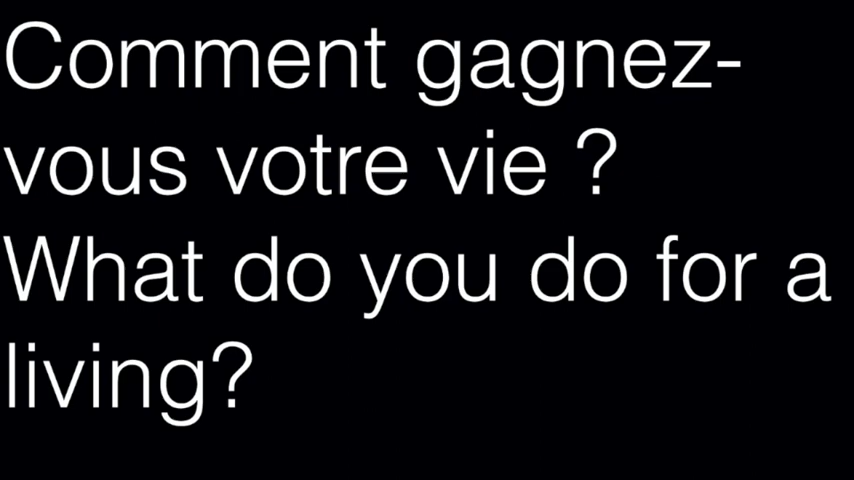 Comment gagnez-
vous votre vie ?
What do you do for a
living?